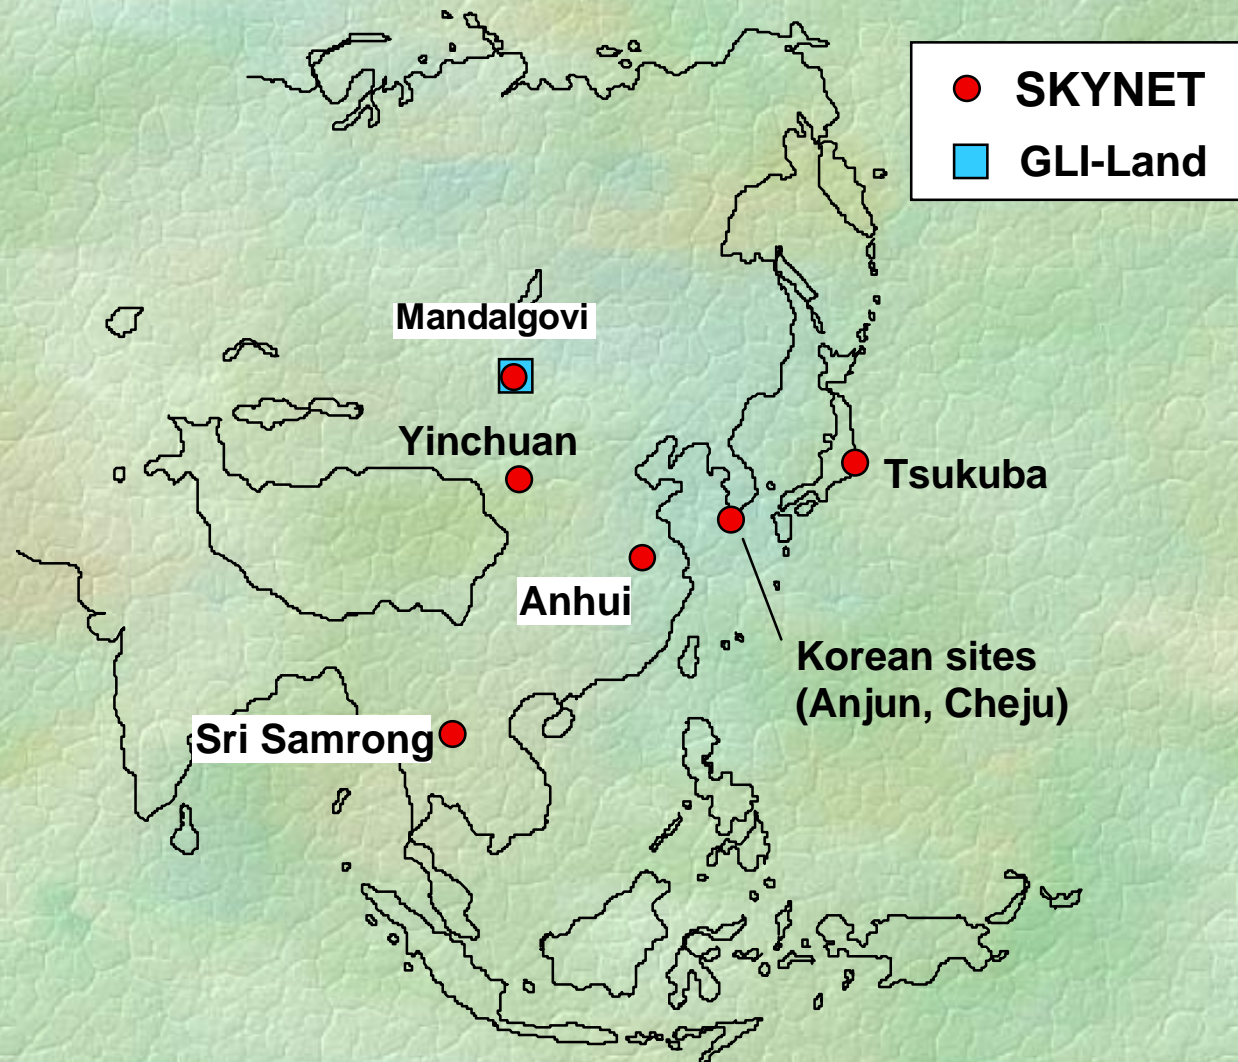 SKYNET
GLI-Land
Mandalgovi
Yinchuan
Tsukuba
Anhui
Korean sites
(Anjun, Cheju)
Sri Samrong